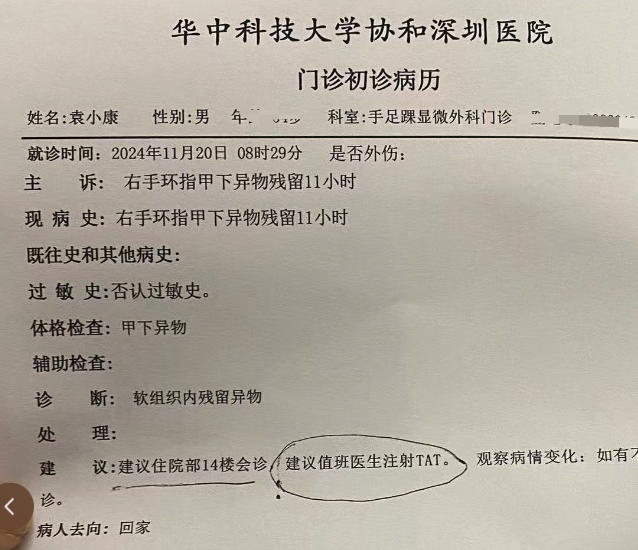 华中科技大学协和深圳医院
门诊初诊病历
姓名:袁小康 性别:男 科室:手足踝显微外科门诊
就诊时间: 2024年11月20日 08时29分 是否外伤:
主 诉: 右手环指甲下异物残留11小时
现 病 史: 右手环指甲下异物残留11小时
既往史和其他病史:
过 敏 史:否认过敏史。
体格检查: 甲下异物
辅助检查:
诊 断: 软组织内残留异物
处 理:
建 议:建议住院部14楼会诊, 建议值班医生注射TAT。 观察病情变化: 如有
诊。
病人去向: 回家